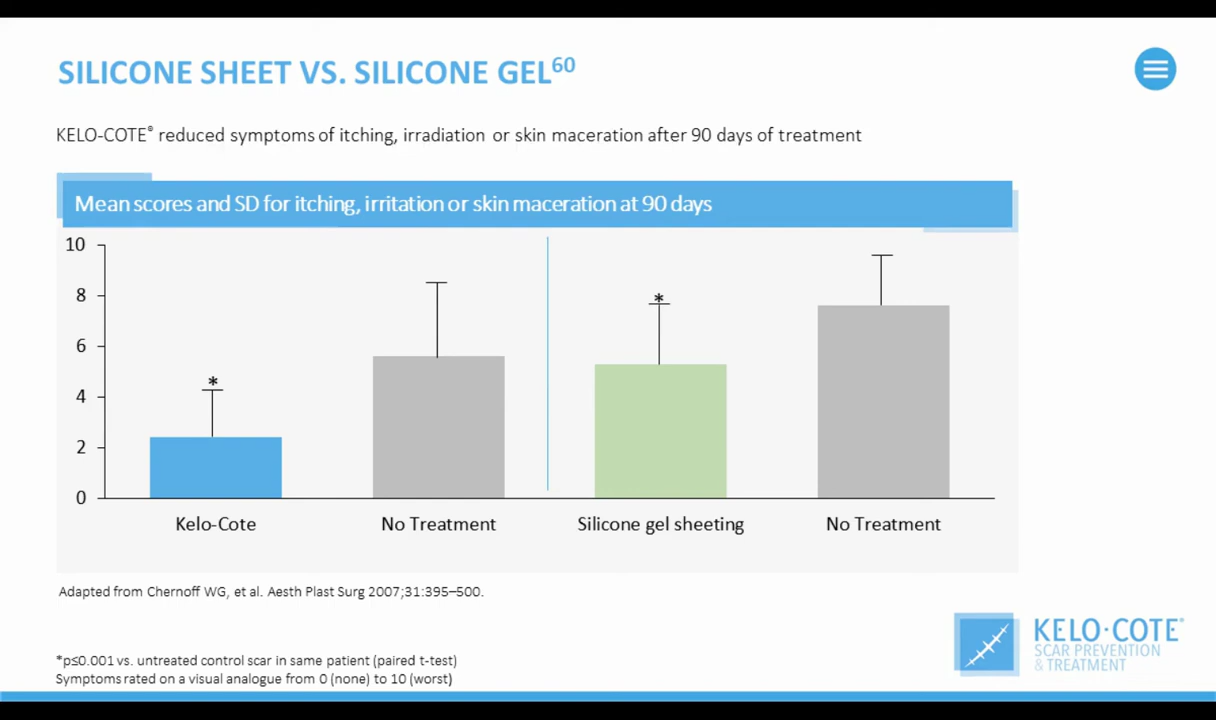 SILICONE SHEET VS. SILICONE GEL60
KELO-COTE® reduced symptoms of itching, irradiation or skin maceration after 90 days of treatment
Mean scores and SD for itching, irritation or skin maceration at 90 days
10
8
6
4
2
0
*
*
Kelo-Cote
No Treatment
Silicone gel sheeting
No Treatment
Adapted from Chernoff WG, et al. Aesth Plast Surg 2007;31:395–500.
*p≤0.001 vs. untreated control scar in same patient (paired t-test)
Symptoms rated on a visual analogue from 0 (none) to 10 (worst)
KELO·COTE®
SCAR PREVENTION
& TREATMENT